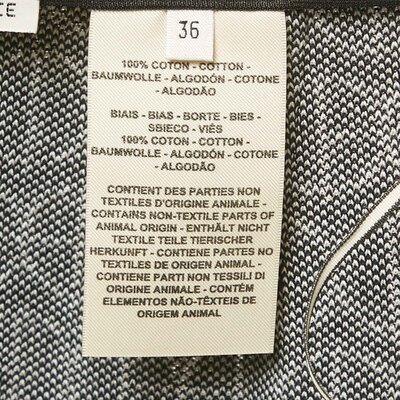 CE
36
100% COTON - COTTON -
BAUMWOLLE - ALGODÓN - COTONE
- ALGODÃO
BIAIS - BIAS - BORTE - BIES -
SBIECO - VIÉS
100% COTON - COTTON -
BAUMWOLLE - ALGODÓN - COTONE
- ALGODÃO
CONTIENT DES PARTIES NON
TEXTILES D'ORIGINE ANIMALE -
CONTAINS NON-TEXTILE PARTS OF
ANIMAL ORIGIN - ENTHÄLT NICHT
TEXTILE TEILE TIERISCHER
HERKUNFT - CONTIENE PARTES NO
TEXTILES DE ORIGEN ANIMAL -
CONTIENE PARTI NON TESSILI DI
ORIGINE ANIMALE - CONTÉM
ELEMENTOS NÃO-TÊXTEIS DE
ORIGEM ANIMAL